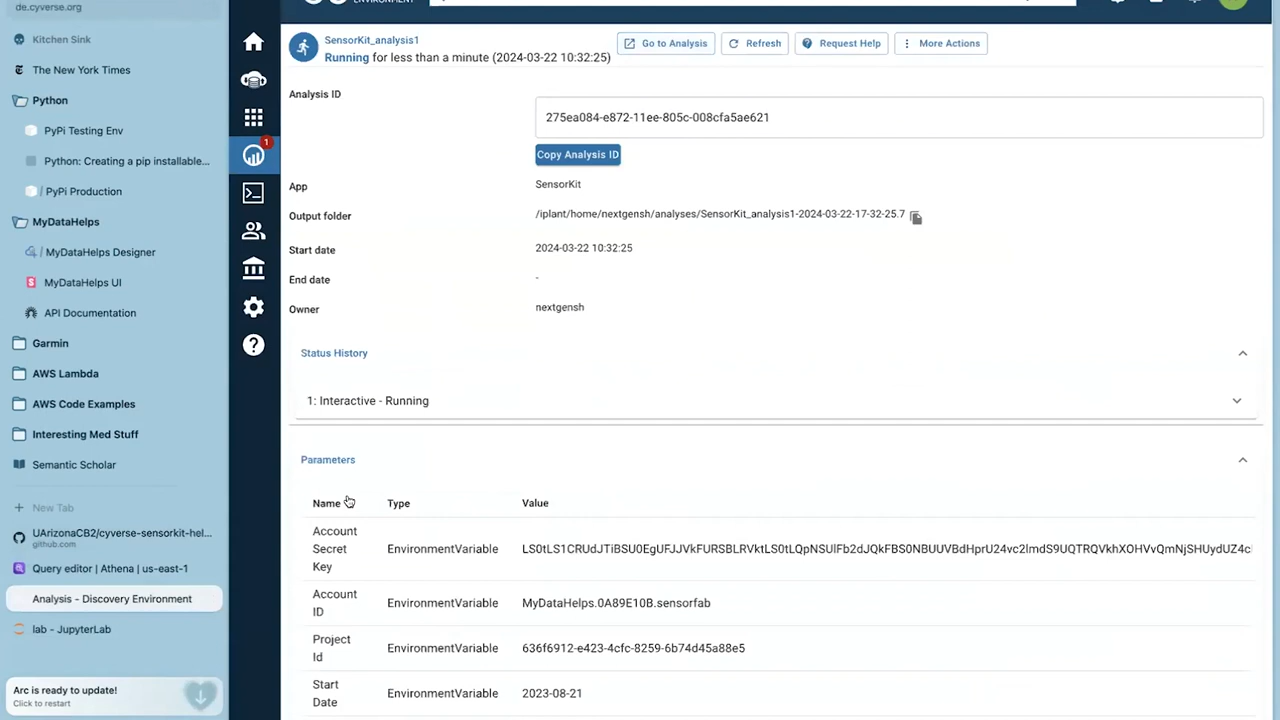 de.cyverse.org
ENVIRONMENT
Kitchen Sink
The New York Times
Python
PyPi Testing Env
Python: Creating a pip installable...
/ PyPi Production
MyDataHelps
/ MyDataHelps Designer
MyDataHelps UI
API Documentation
Garmin
AWS Lambda
AWS Code Examples
Interesting Med Stuff
Semantic Scholar
New Tab
UArizonaCB2/cyverse-sensorkit-hel...
github.com
Query editor | Athena | us-east-1
Analysis - Discovery Environment
lab - JupyterLab
Arc is ready to update!
Click to restart
1
SensorKit_analysis1
Running for less than a minute (2024-03-22 10:32:25)
Go to Analysis
Refresh
Request Help
More Actions
Analysis ID
275ea084-e872-11ee-805c-008cfa5ae621
Copy Analysis ID
App
SensorKit
Output folder
/iplant/home/nextgensh/analyses/SensorKit_analysis1-2024-03-22-17-32-25.7
Start date
2024-03-22 10:32:25
End date
-
Owner
nextgensh
Status History
1: Interactive - Running
Parameters
Name Type Value
Account
Secret
Key
EnvironmentVariable
Account
ID
EnvironmentVariable
MyDataHelps.0A89E10B.sensorfab
Project
Id
EnvironmentVariable
636f6912-e423-4cfc-8259-6b74d45a88e5
Start
Date
EnvironmentVariable
2023-08-21